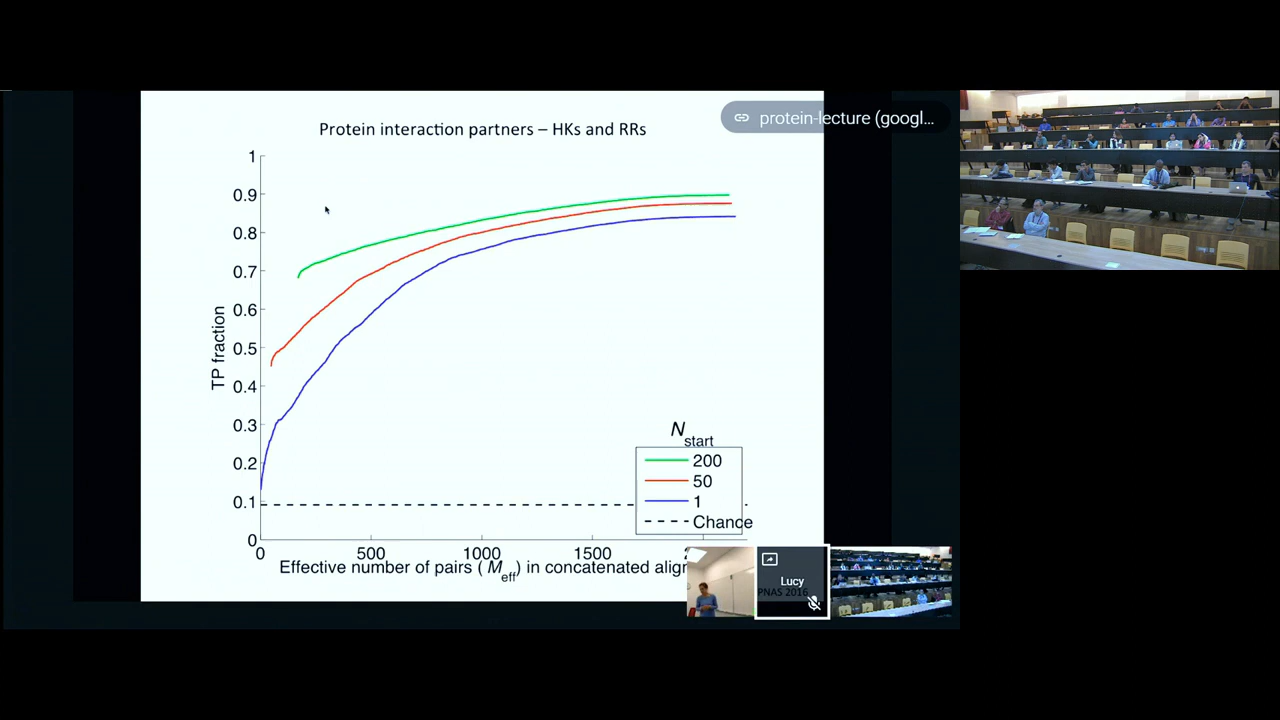 protein-lecture (googl...
Protein interaction partners – HKs and RRs
1
0.9
0.8
0.7
0.6
0.5
0.4
0.3
0.2
0.1
0
TP fraction
N start
200
50
1
Chance
0 500 1000 1500
Effective number of pairs ( M eff ) in concatenated
Lucy
PNAS 2016